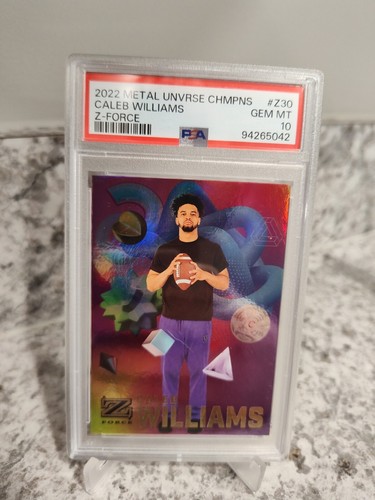 2022 METAL UNVRSE CHMPNS #Z30
CALEB WILLIAMS GEM MT
Z-FORCE 10
PSA 94265042
Z
FORCE
WILLIAMS